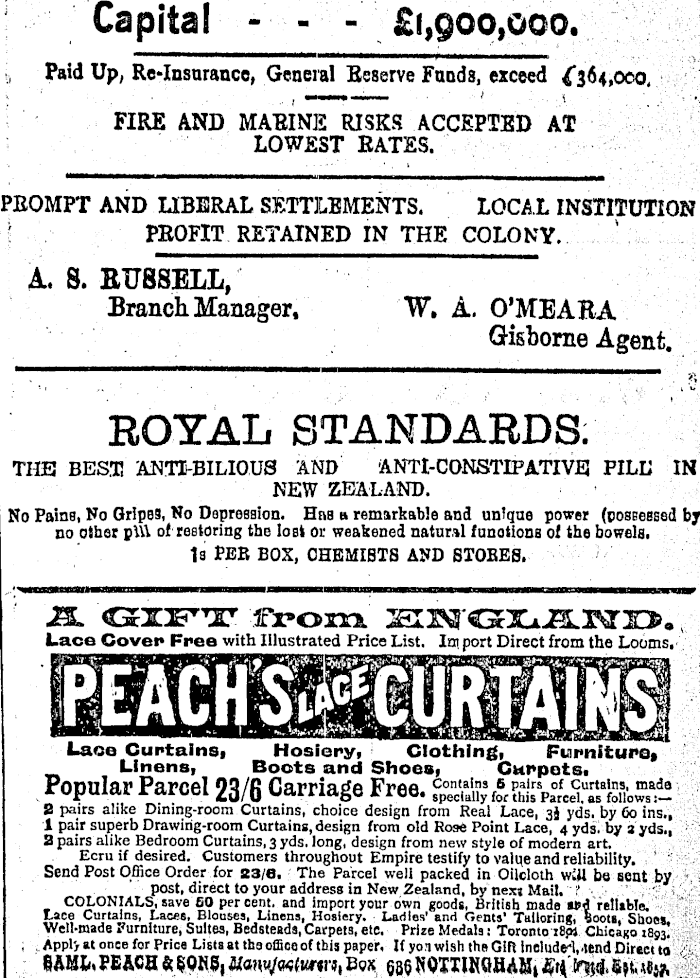 Capital - - - £1,900,000.
Paid Up, Re-Insurance, General Reserve Funds, exceed £364,000.
FIRE AND MARINE RISKS ACCEPTED AT
LOWEST RATES.
PROMPT AND LIBERAL SETTLEMENTS. LOCAL INSTITUTION
PROFIT RETAINED IN THE COLONY.
A. S. RUSSELL,
Branch Manager,
W. A. O'MEARA
Gisborne Agent.
ROYAL STANDARDS.
THE BEST ANTI-BILIOUS AND ANTI-CONSTIPATIVE PILL IN
NEW ZEALAND.
No Pains, No Gripes, No Depression. Has a remarkable and unique power (possessed by
no other pill of restoring the lost or weakened natural functions of the bowels.
1s PER BOX, CHEMISTS AND STORES.
A GIFT from ENGLAND.
Lace Cover Free with Illustrated Price List. Import Direct from the Looms.
PEACH'S LACE CURTAINS
Lace Curtains, Hosiery, Clothing, Furniture,
Linens, Boots and Shoes, Carpets.
Popular Parcel 23/6 Carriage Free. Contains 5 pairs of Curtains, made
specially for this Parcel, as follows:—
2 pairs alike Dining-room Curtains, choice design from Real Lace, 3½ yds. by 60 ins.,
1 pair superb Drawing-room Curtains, design from old Rose Point Lace, 4 yds. by 2 yds.,
2 pairs alike Bedroom Curtains, 3 yds. long, design from new style of modern art.
Ecru if desired. Customers throughout Empire testify to value and reliability.
Send Post Office Order for 23/6. The Parcel well packed in Oilcloth will be sent by
post, direct to your address in New Zealand, by next Mail.
COLONIALS, save 50 per cent. and import your own goods, British made and reliable.
Lace Curtains, Laces, Blouses, Linens, Hosiery. Ladies' and Gents' Tailoring, Boots, Shoes,
Well-made Furniture, Suites, Bedsteads, Carpets, etc. Prize Medals: Toronto 1892 Chicago 1893.
Apply at once for Price Lists at the office of this paper. If you wish the Gift Included, send Direct to
SAML. PEACH & SONS, Manufacturers, Box 686 NOTTINGHAM, Est.